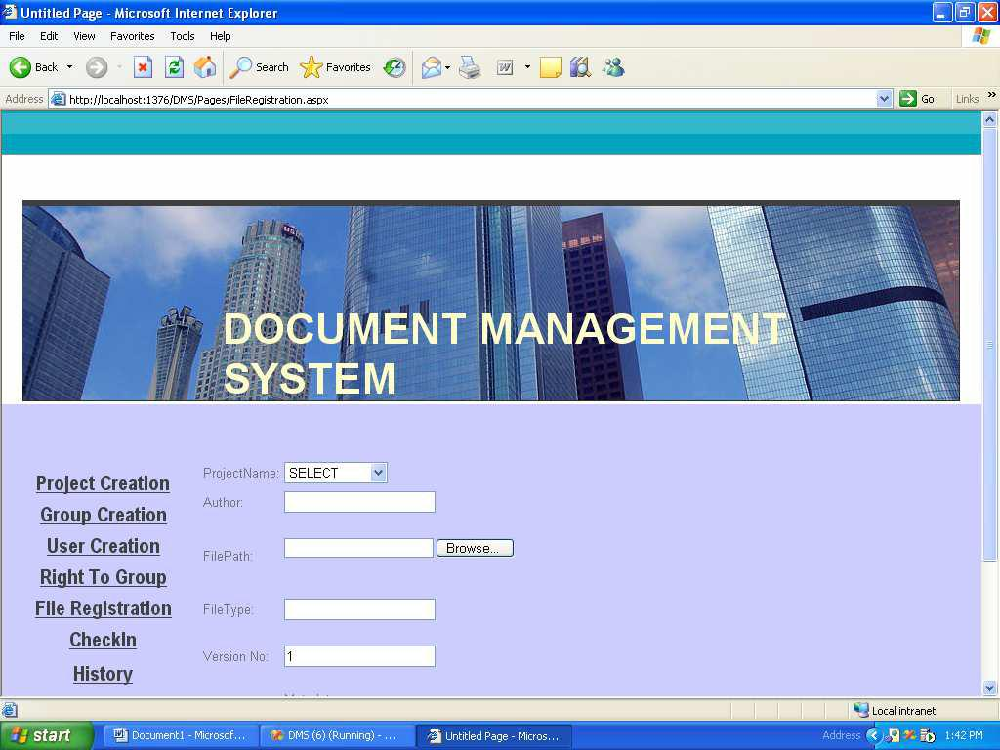 Untitled Page - Microsoft Internet Explorer
File Edit View Favorites Tools Help
Back Search Favorites W
Address http://localhost:1376/DMS/Pages/FileRegistration.aspx Go Links »
DOCUMENT MANAGEMENT
SYSTEM
Project Creation
Group Creation
User Creation
Right To Group
File Registration
CheckIn
History
ProjectName: SELECT
Author:
FilePath: Browse...
FileType:
Version No: 1
Local intranet
start Document1 - Microsof... DMS (6) (Running) - ... Untitled Page - Micros... Address 1:42 PM